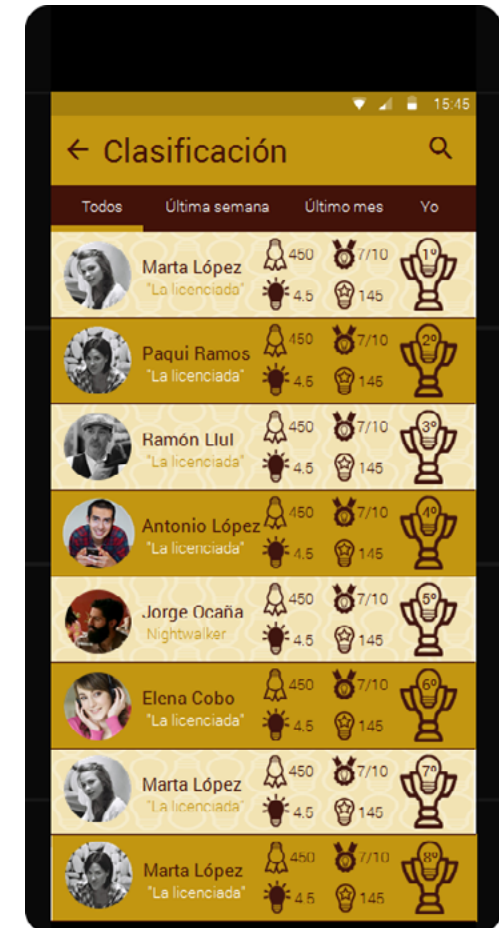 15:45
Clasificación
Todos Última semana Último mes Yo
Marta López 450 7/10 1º
"La licenciada" 4.5 145
Paqui Ramos 450 7/10 2º
"La licenciada" 4.5 145
Ramón Llul 450 7/10 3º
"La licenciada" 4.5 145
Antonio López 450 7/10 4º
"La licenciada" 4.5 145
Jorge Ocaña 450 7/10 5º
Nightwalker 4.5 145
Elena Cobo 450 7/10 6º
"La licenciada" 4.5 145
Marta López 450 7/10 7º
"La licenciada" 4.5 145
Marta López 450 7/10 8º
"La licenciada" 4.5 145